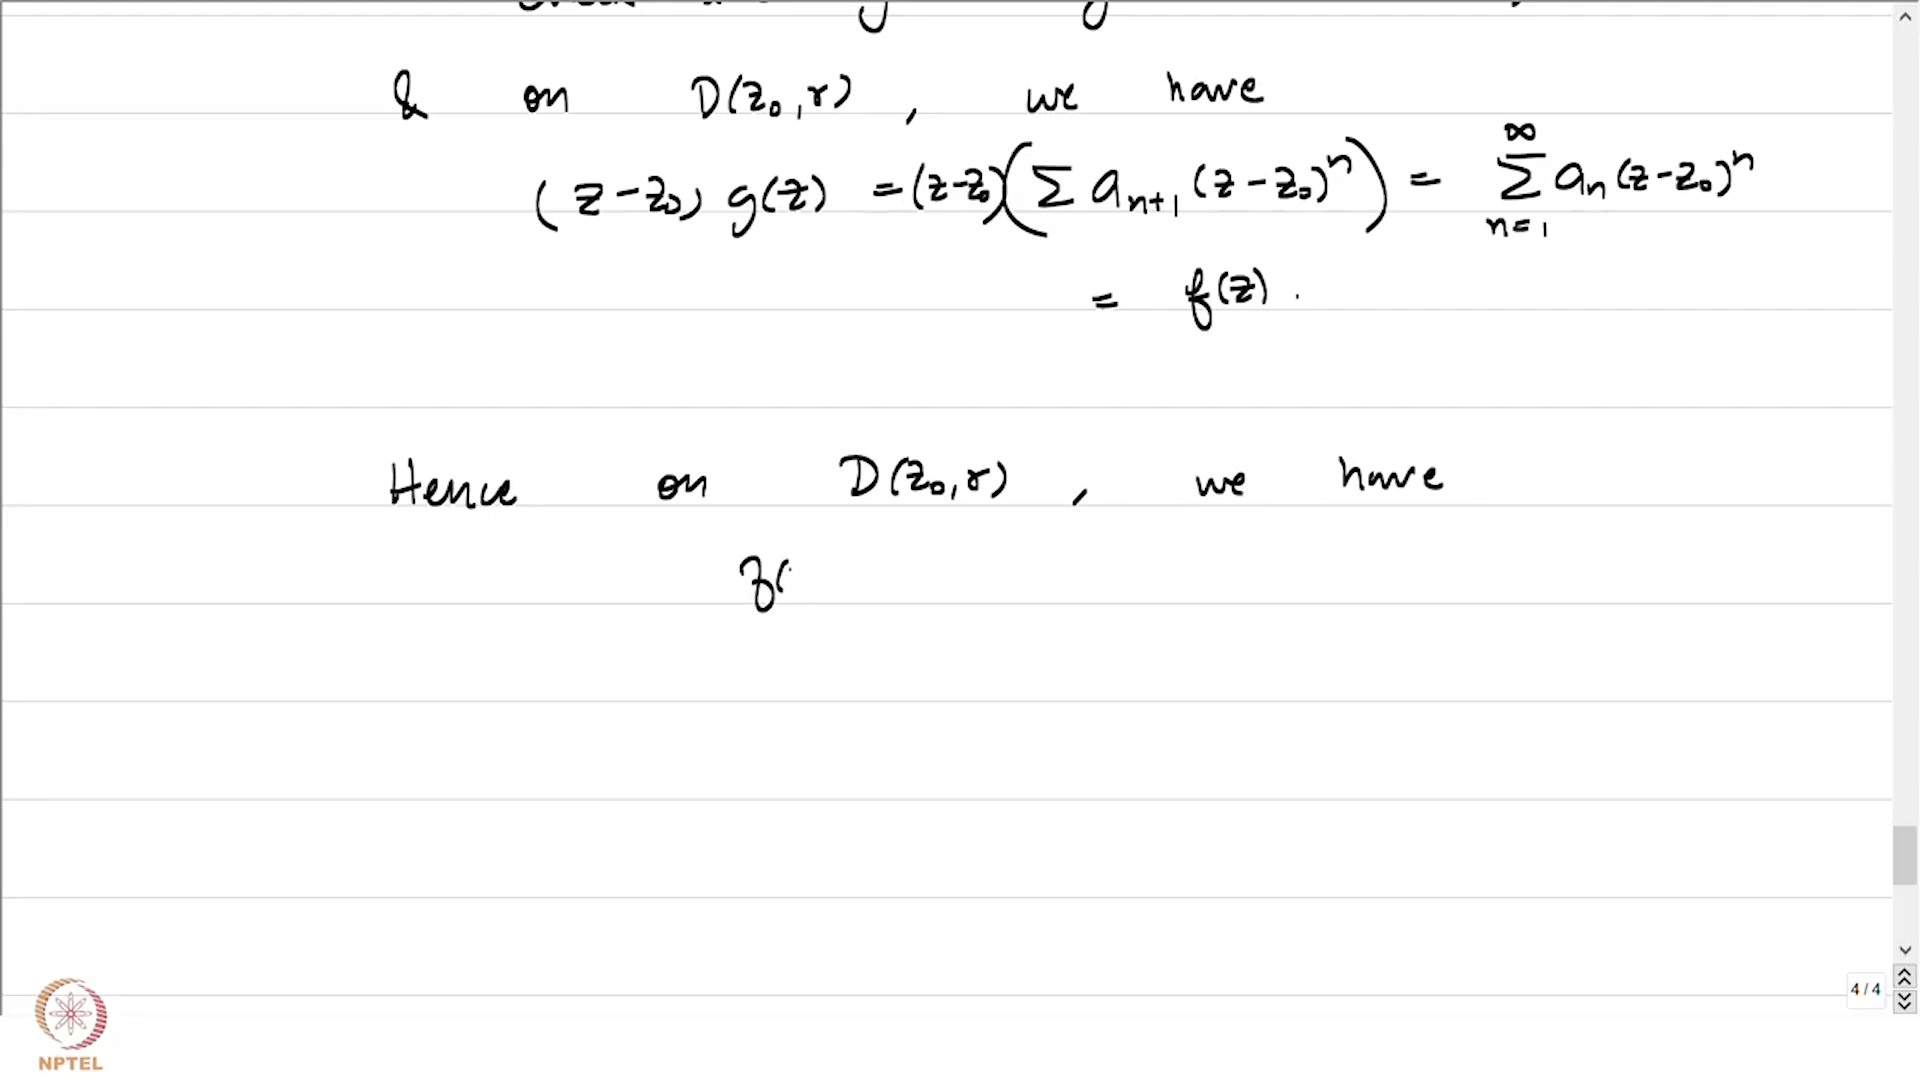 & on D(z₀,r), we have
(z-z₀) g(z) = (z-z₀)(∑ aₙ₊₁ (z-z₀)ⁿ) = ∞∑n=1 aₙ(z-z₀)ⁿ
= f(z).
Hence on D(z₀,r), we have
f(
4/4
NPTEL